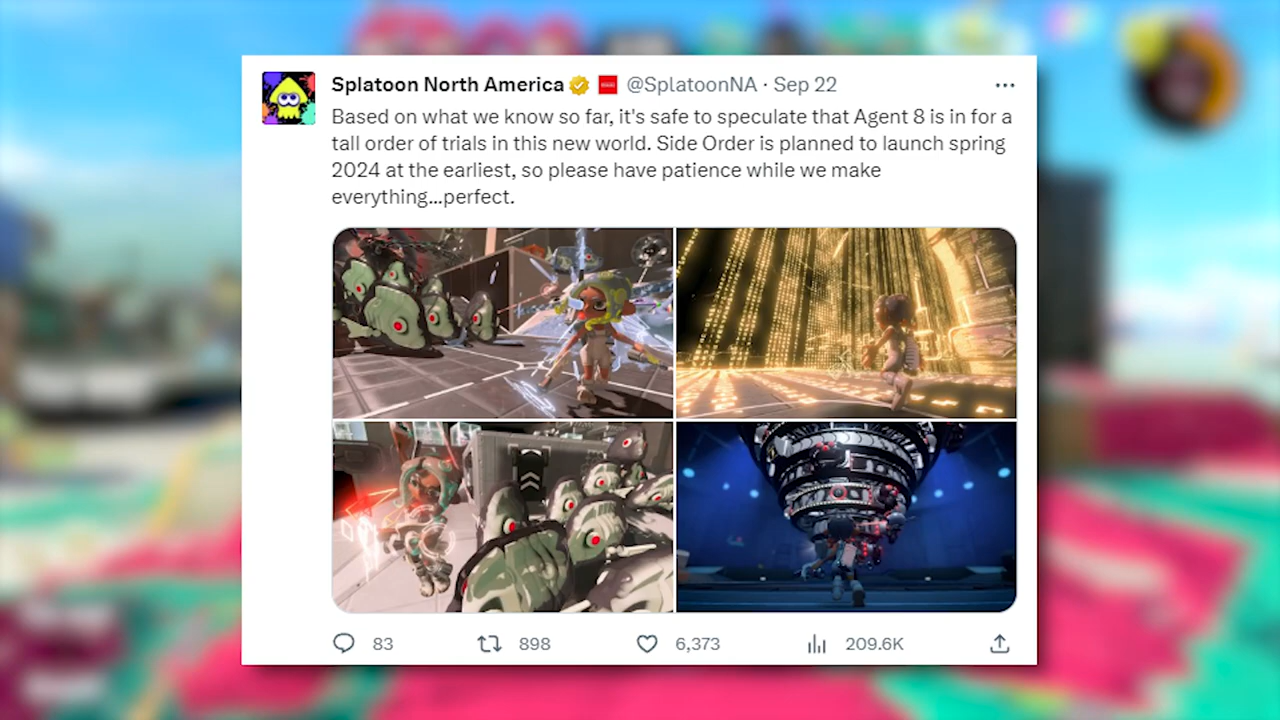 Splatoon North America @SplatoonNA · Sep 22
Based on what we know so far, it's safe to speculate that Agent 8 is in for a
tall order of trials in this new world. Side Order is planned to launch spring
2024 at the earliest, so please have patience while we make
everything...perfect.
83 898 6,373 209.6K